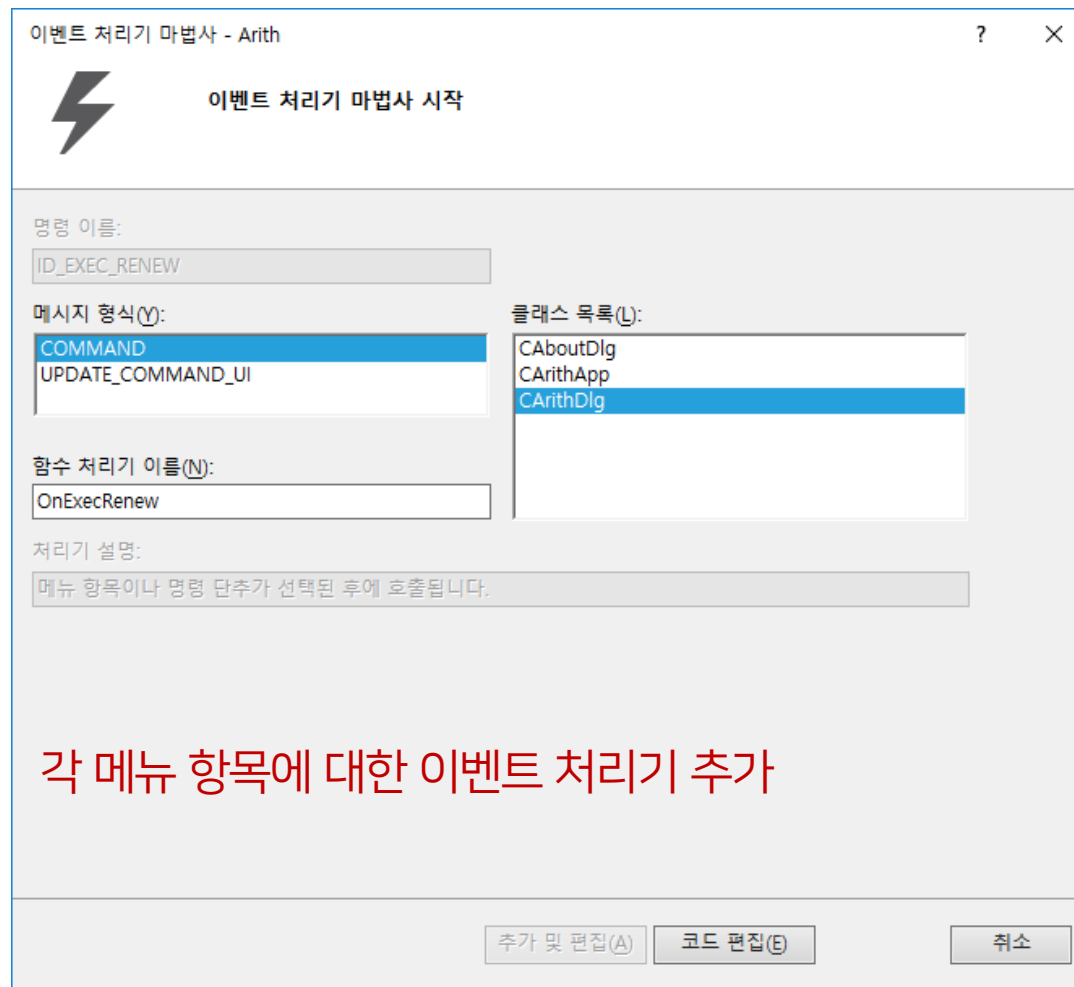 이벤트 처리기 마법사 - Arith
?
이벤트 처리기 마법사 시작
명령 이름:
ID_EXEC_RENEW
메시지 형식(Y):
COMMAND
UPDATE_COMMAND_UI
클래스 목록(L):
CAboutDlg
CArithApp
CArithDlg
함수 처리기 이름(N):
OnExecRenew
처리기 설명:
메뉴 항목이나 명령 단추가 선택된 후에 호출됩니다.
각 메뉴 항목에 대한 이벤트 처리기 추가
추가 및 편집(A)
코드 편집(E)
취소